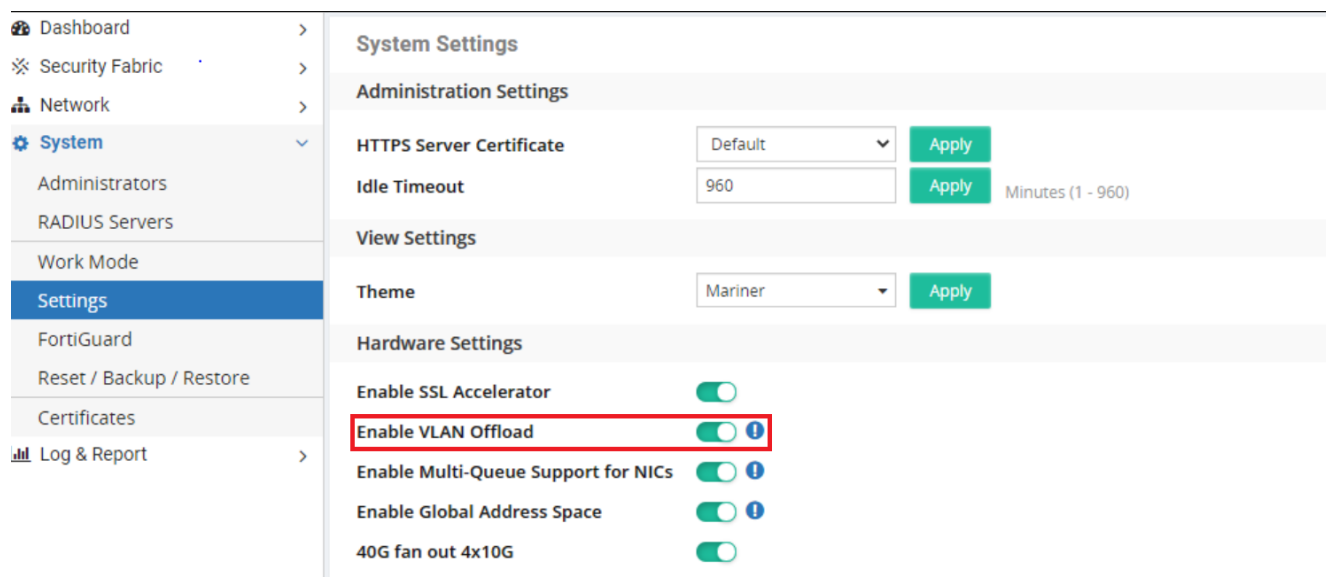 Dashboard
Security Fabric
Network
System
Administrators
RADIUS Servers
Work Mode
Settings
FortiGuard
Reset / Backup / Restore
Certificates
Log & Report
System Settings
Administration Settings
HTTPS Server Certificate Default Apply
Idle Timeout 960 Apply Minutes (1 - 960)
View Settings
Theme Mariner Apply
Hardware Settings
Enable SSL Accelerator
Enable VLAN Offload
Enable Multi-Queue Support for NICs
Enable Global Address Space
40G fan out 4x10G